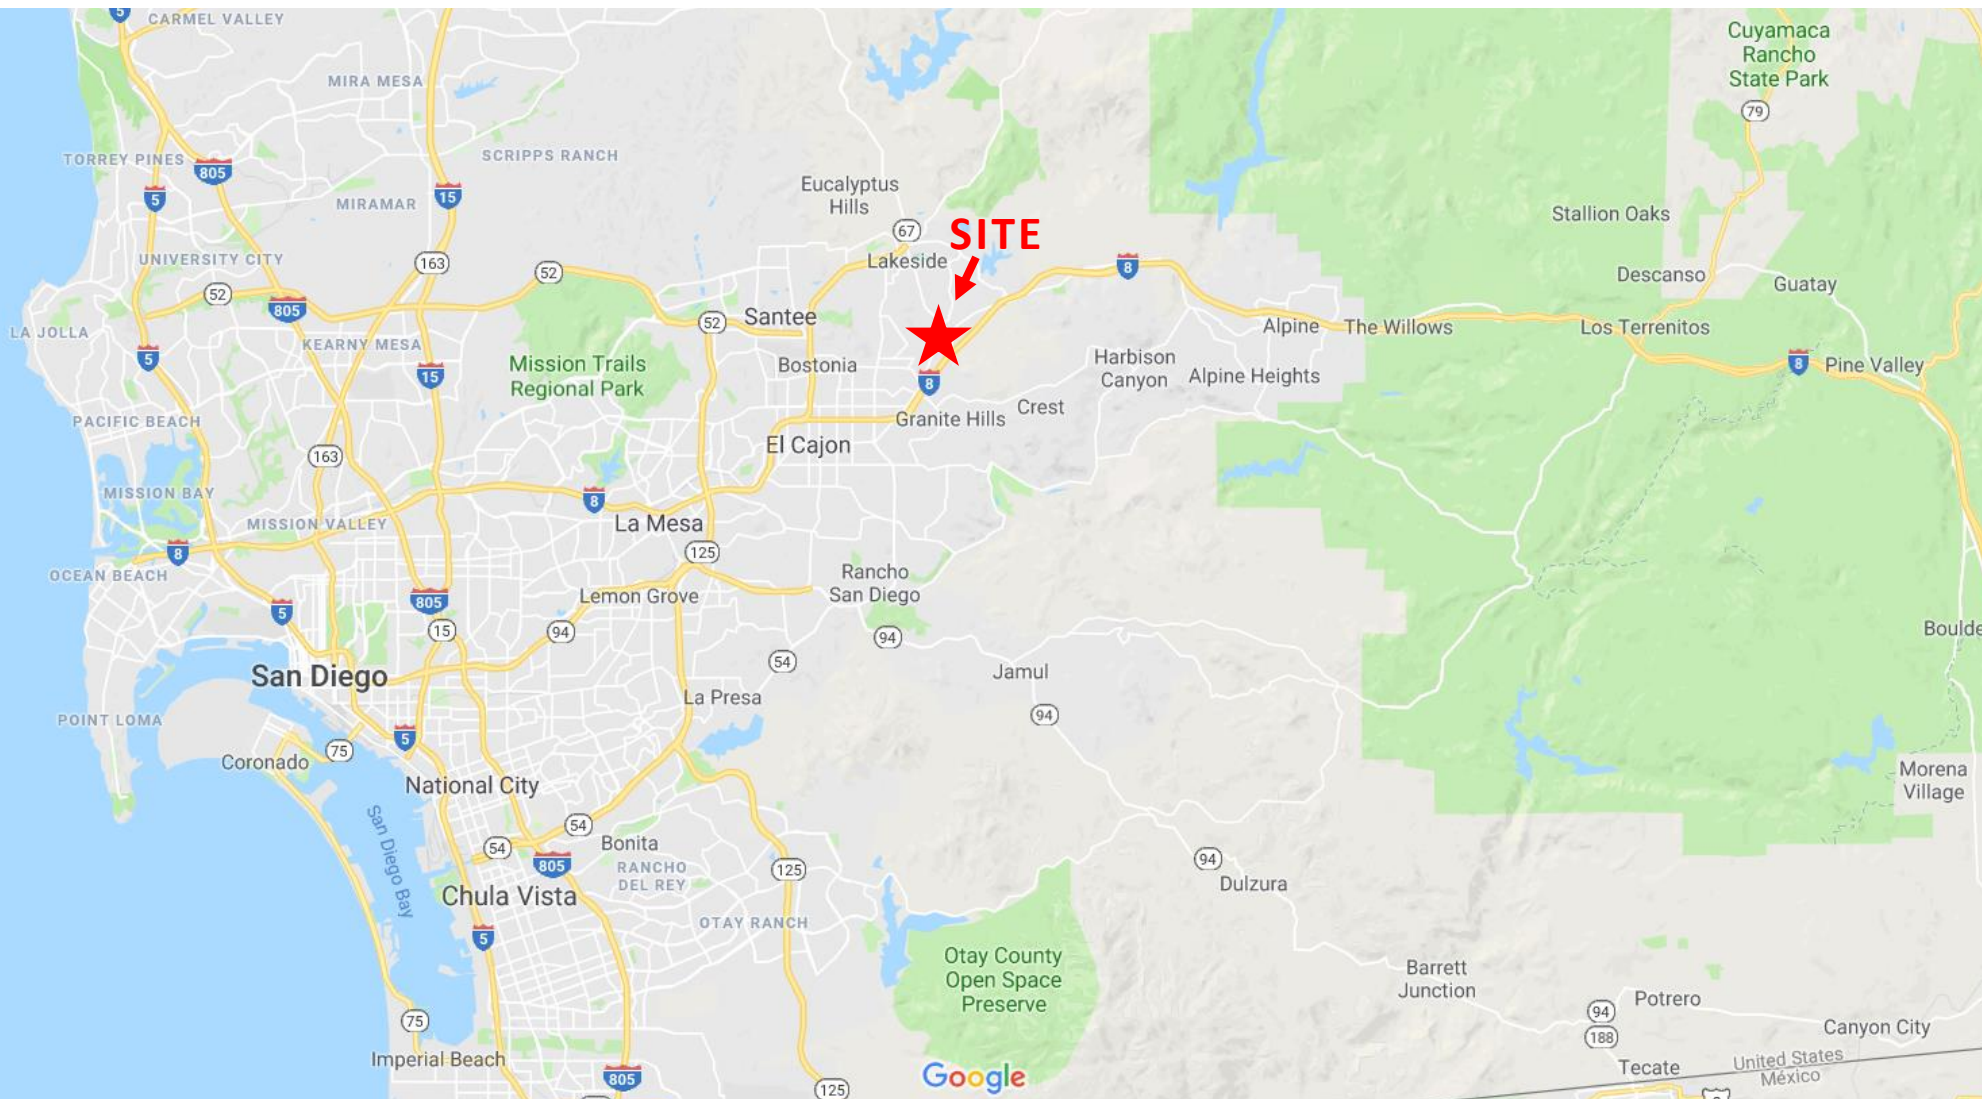 5
CARMEL VALLEY
Cuyamaca
Rancho
State Park
MIRA MESA
79
SCRIPPS RANCH
TORREY PINES
805
5
15
MIRAMAR
Eucalyptus
Hills
67
SITE
Stallion Oaks
UNIVERSITY CITY
163
52
Lakeside
8
Descanso
Guatay
52
805
Santee
52
Alpine
The Willows
Los Terrenitos
LA JOLLA
KEARNY MESA
5
15
Mission Trails
Regional Park
Bostonia
8
Harbison
Canyon
Alpine Heights
8
Pine Valley
PACIFIC BEACH
Granite Hills
Crest
El Cajon
163
MISSION BAY
8
MISSION VALLEY
La Mesa
8
125
OCEAN BEACH
Rancho
San Diego
5
805
Lemon Grove
15
94
94
Boulde
54
San Diego
Jamul
La Presa
94
POINT LOMA
5
75
Coronado
National City
San Diego Bay
Morena
Village
54
54
Bonita
805
RANCHO
DEL REY
125
94
Dulzura
Chula Vista
OTAY RANCH
5
Otay County
Open Space
Preserve
Barrett
Junction
75
94
Potrero
188
Canyon City
Imperial Beach
Tecate
United States
México
805
Google
125